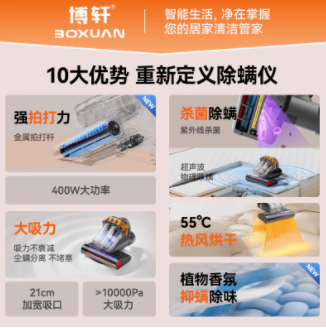 博轩
BOXUAN
智能生活，净在掌握
您的居家清洁管家
10大优势 重新定义除螨仪
强拍打力
金属拍打杆
NEW
400W大功率
杀菌除螨
紫外线杀菌
超声波
物理除螨
大吸力
吸力不衰减
尘螨分离 不堵塞
55℃
热风烘干
21cm
加宽吸口
>10000Pa
大吸力
植物香氛
抑螨除味
NEW